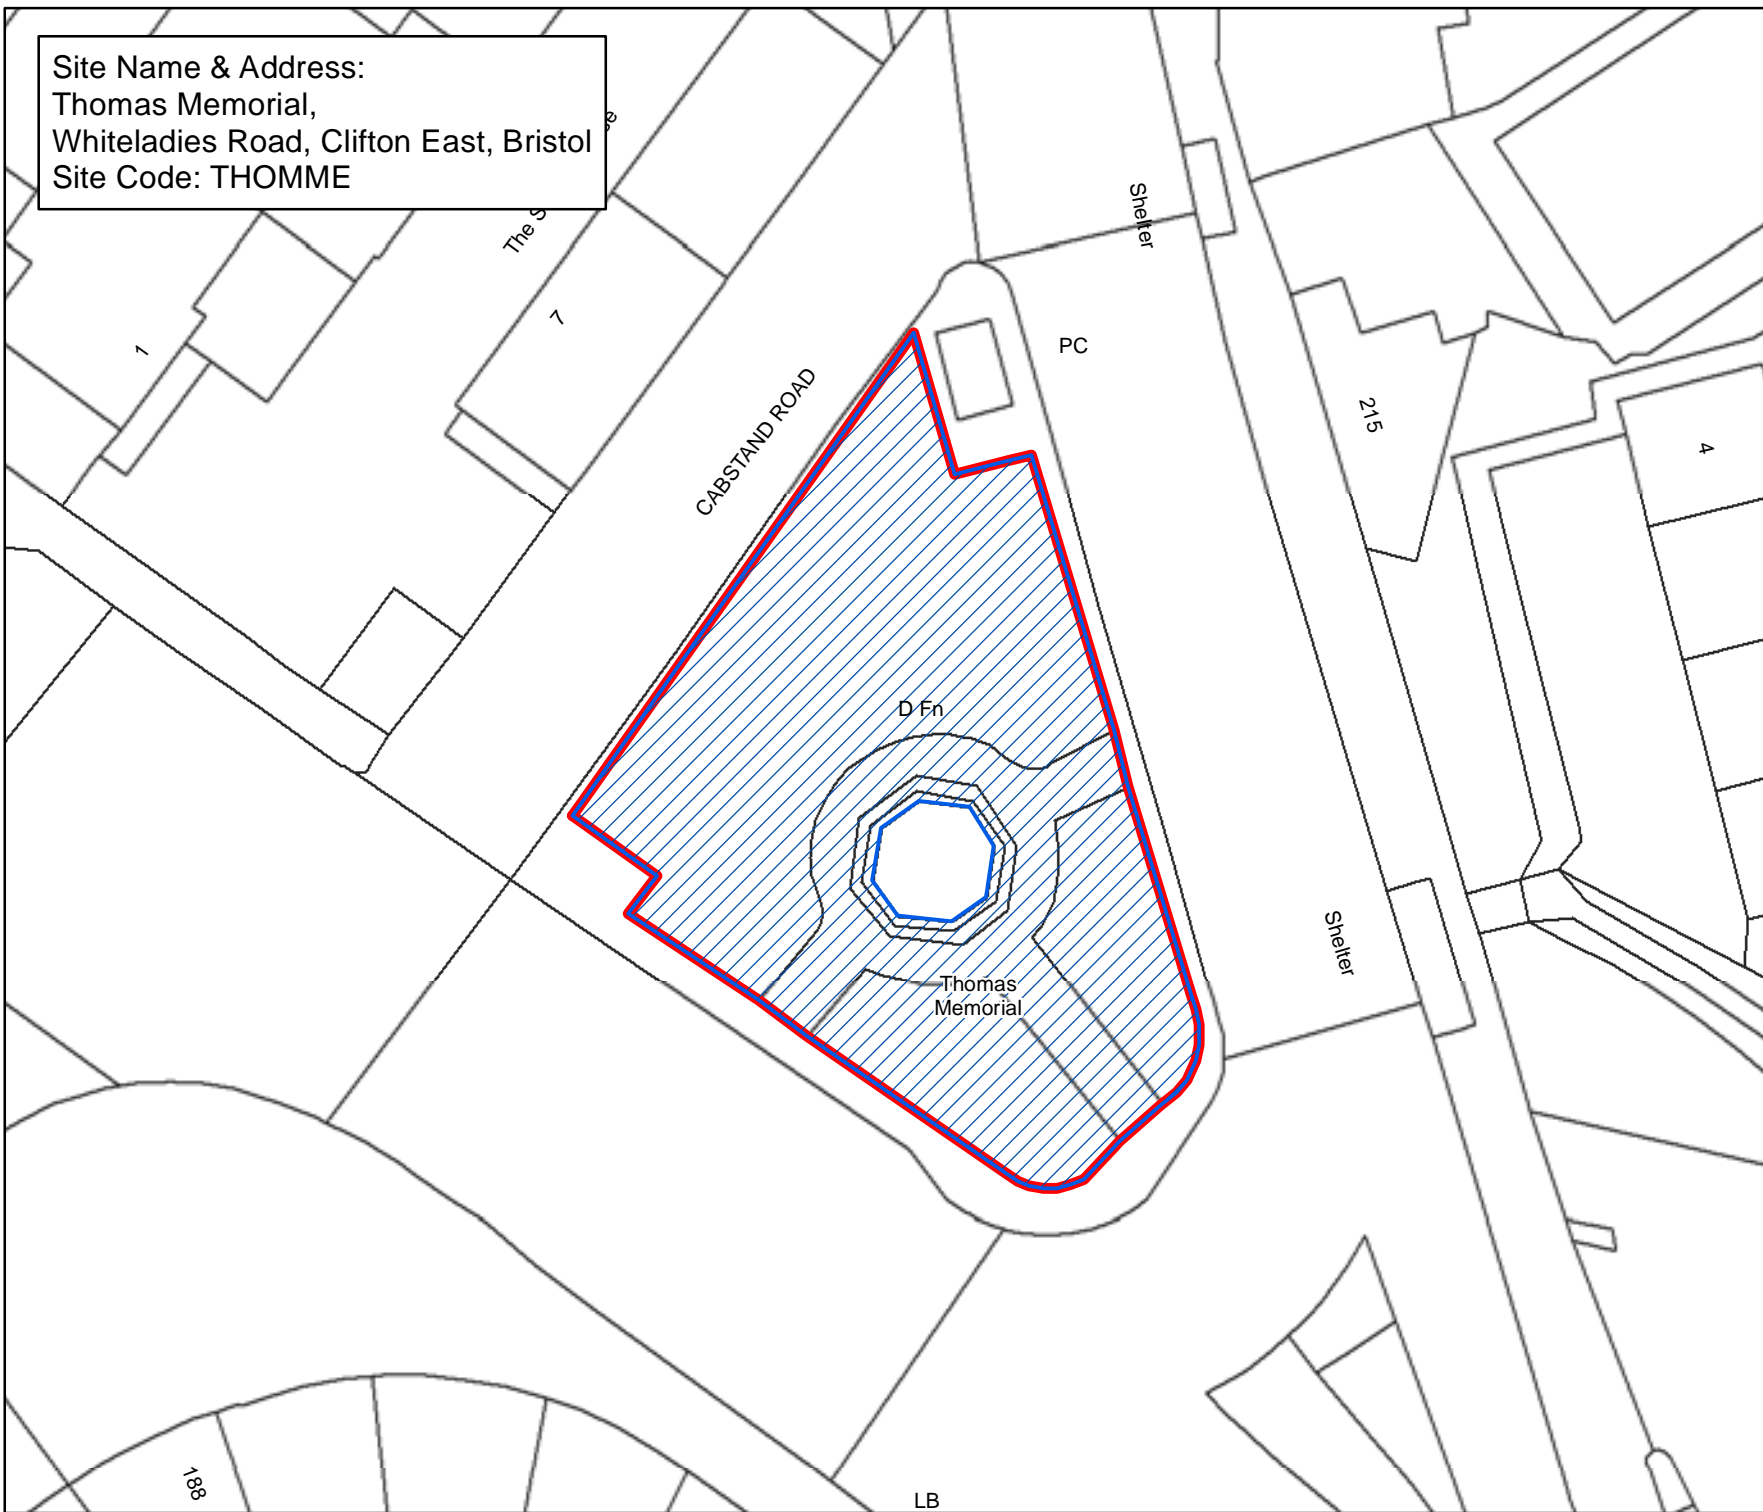 Site Name & Address:
Thomas Memorial,
Whiteladies Road, Clifton East, Bristol
Site Code: THOMME
The
7
1
Shelter
PC
CABSTAND ROAD
215
4
D Fn
Thomas
Memorial
Shelter
188
LB